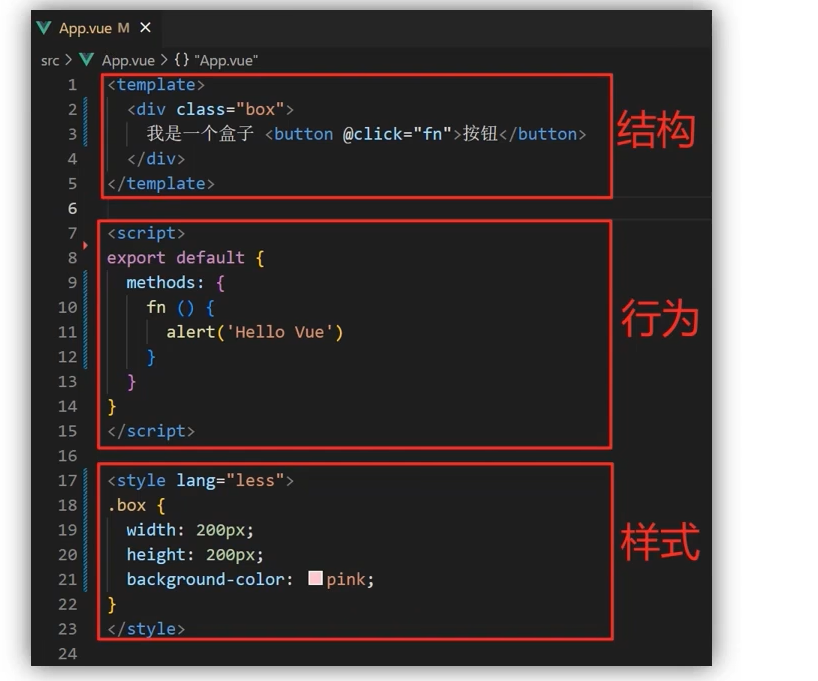 App.vue M ×
src > App.vue > {} "App.vue"
1 <template>
2 <div class="box">
3 我是一个盒子 <button @click="fn">按钮</button>
4 </div>
5 </template>
结构
6
7 <script>
8 export default {
9 methods: {
10 fn () {
11 alert('Hello Vue')
12 }
13 }
14 }
15 </script>
行为
16
17 <style lang="less">
18 .box {
19 width: 200px;
20 height: 200px;
21 background-color: pink;
22 }
23 </style>
样式
24